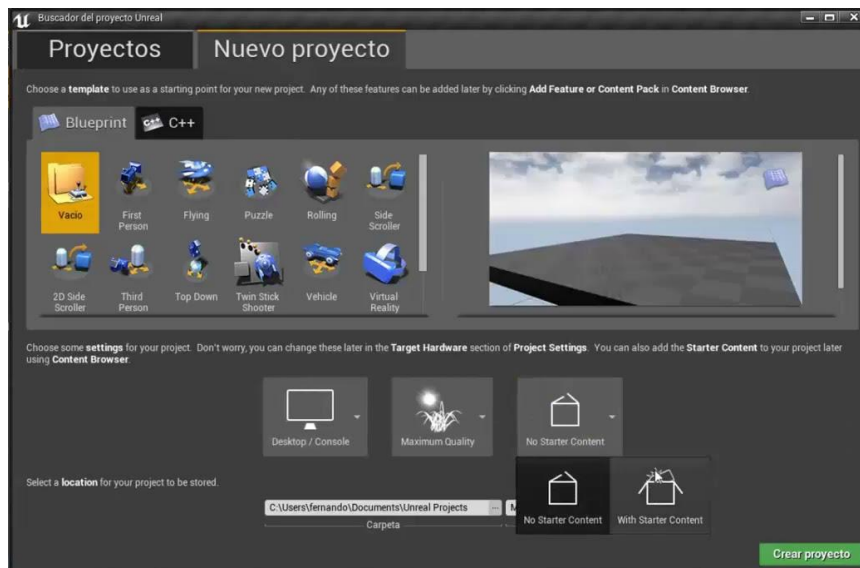 Buscador del proyecto Unreal
Proyectos
Nuevo proyecto
Choose a template to use as a starting point for your new project. Any of these features can be added later by clicking Add Feature or Content Pack in Content Browser.
Blueprint
C++
Vacio
First
Person
Flying
Puzzle
Rolling
Side
Scroller
2D Side
Scroller
Third
Person
Top Down
Twin Stick
Shooter
Vehicle
Virtual
Reality
Choose some settings for your project. Don't worry, you can change these later in the Target Hardware section of Project Settings. You can also add the Starter Content to your project later
using Content Browser.
Desktop / Console
Maximum Quality
No Starter Content
Select a location for your project to be stored.
No Starter Content
With Starter Content
C:\Users\fernando\Documents\Unreal Projects
...
Carpeta
Crear proyecto